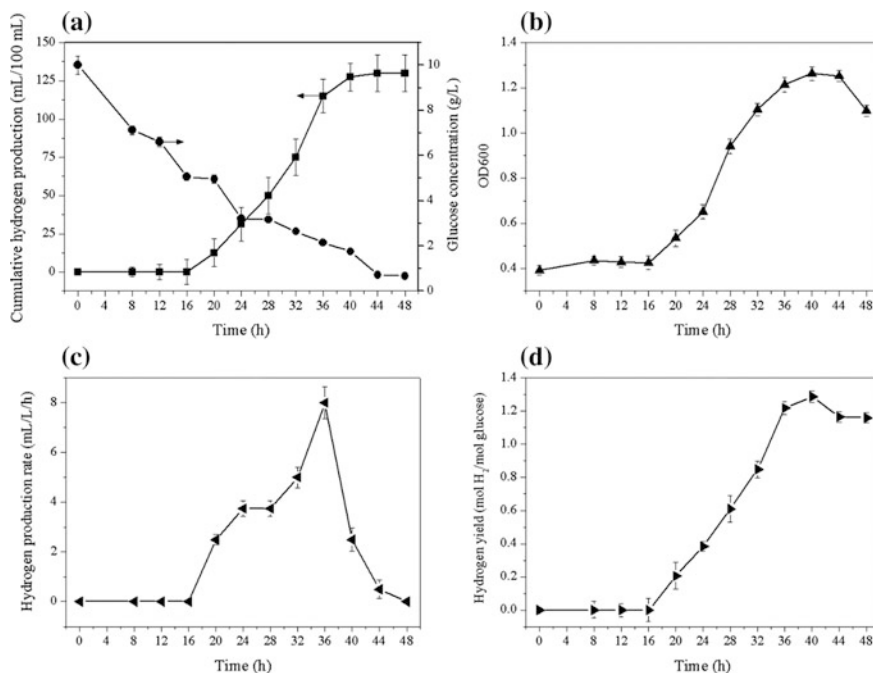 (a)
Cumulative hydrogen production (mL/100 mL)
150
125
100
75
50
25
0
10
8
6
4
2
0
Glucose concentration (g/L)
0 4 8 12 16 20 24 28 32 36 40 44 48
Time (h)
(b)
OD600
1.4
1.2
1.0
0.8
0.6
0.4
0 4 8 12 16 20 24 28 32 36 40 44 48
Time (h)
(c)
Hydrogen production rate (mL/L/h)
8
6
4
2
0
0 4 8 12 16 20 24 28 32 36 40 44 48
Time (h)
(d)
Hydrogen yield (mol H₂/mol glucose)
1.4
1.2
1.0
0.8
0.6
0.4
0.2
0.0
0 4 8 12 16 20 24 28 32 36 40 44 48
Time (h)